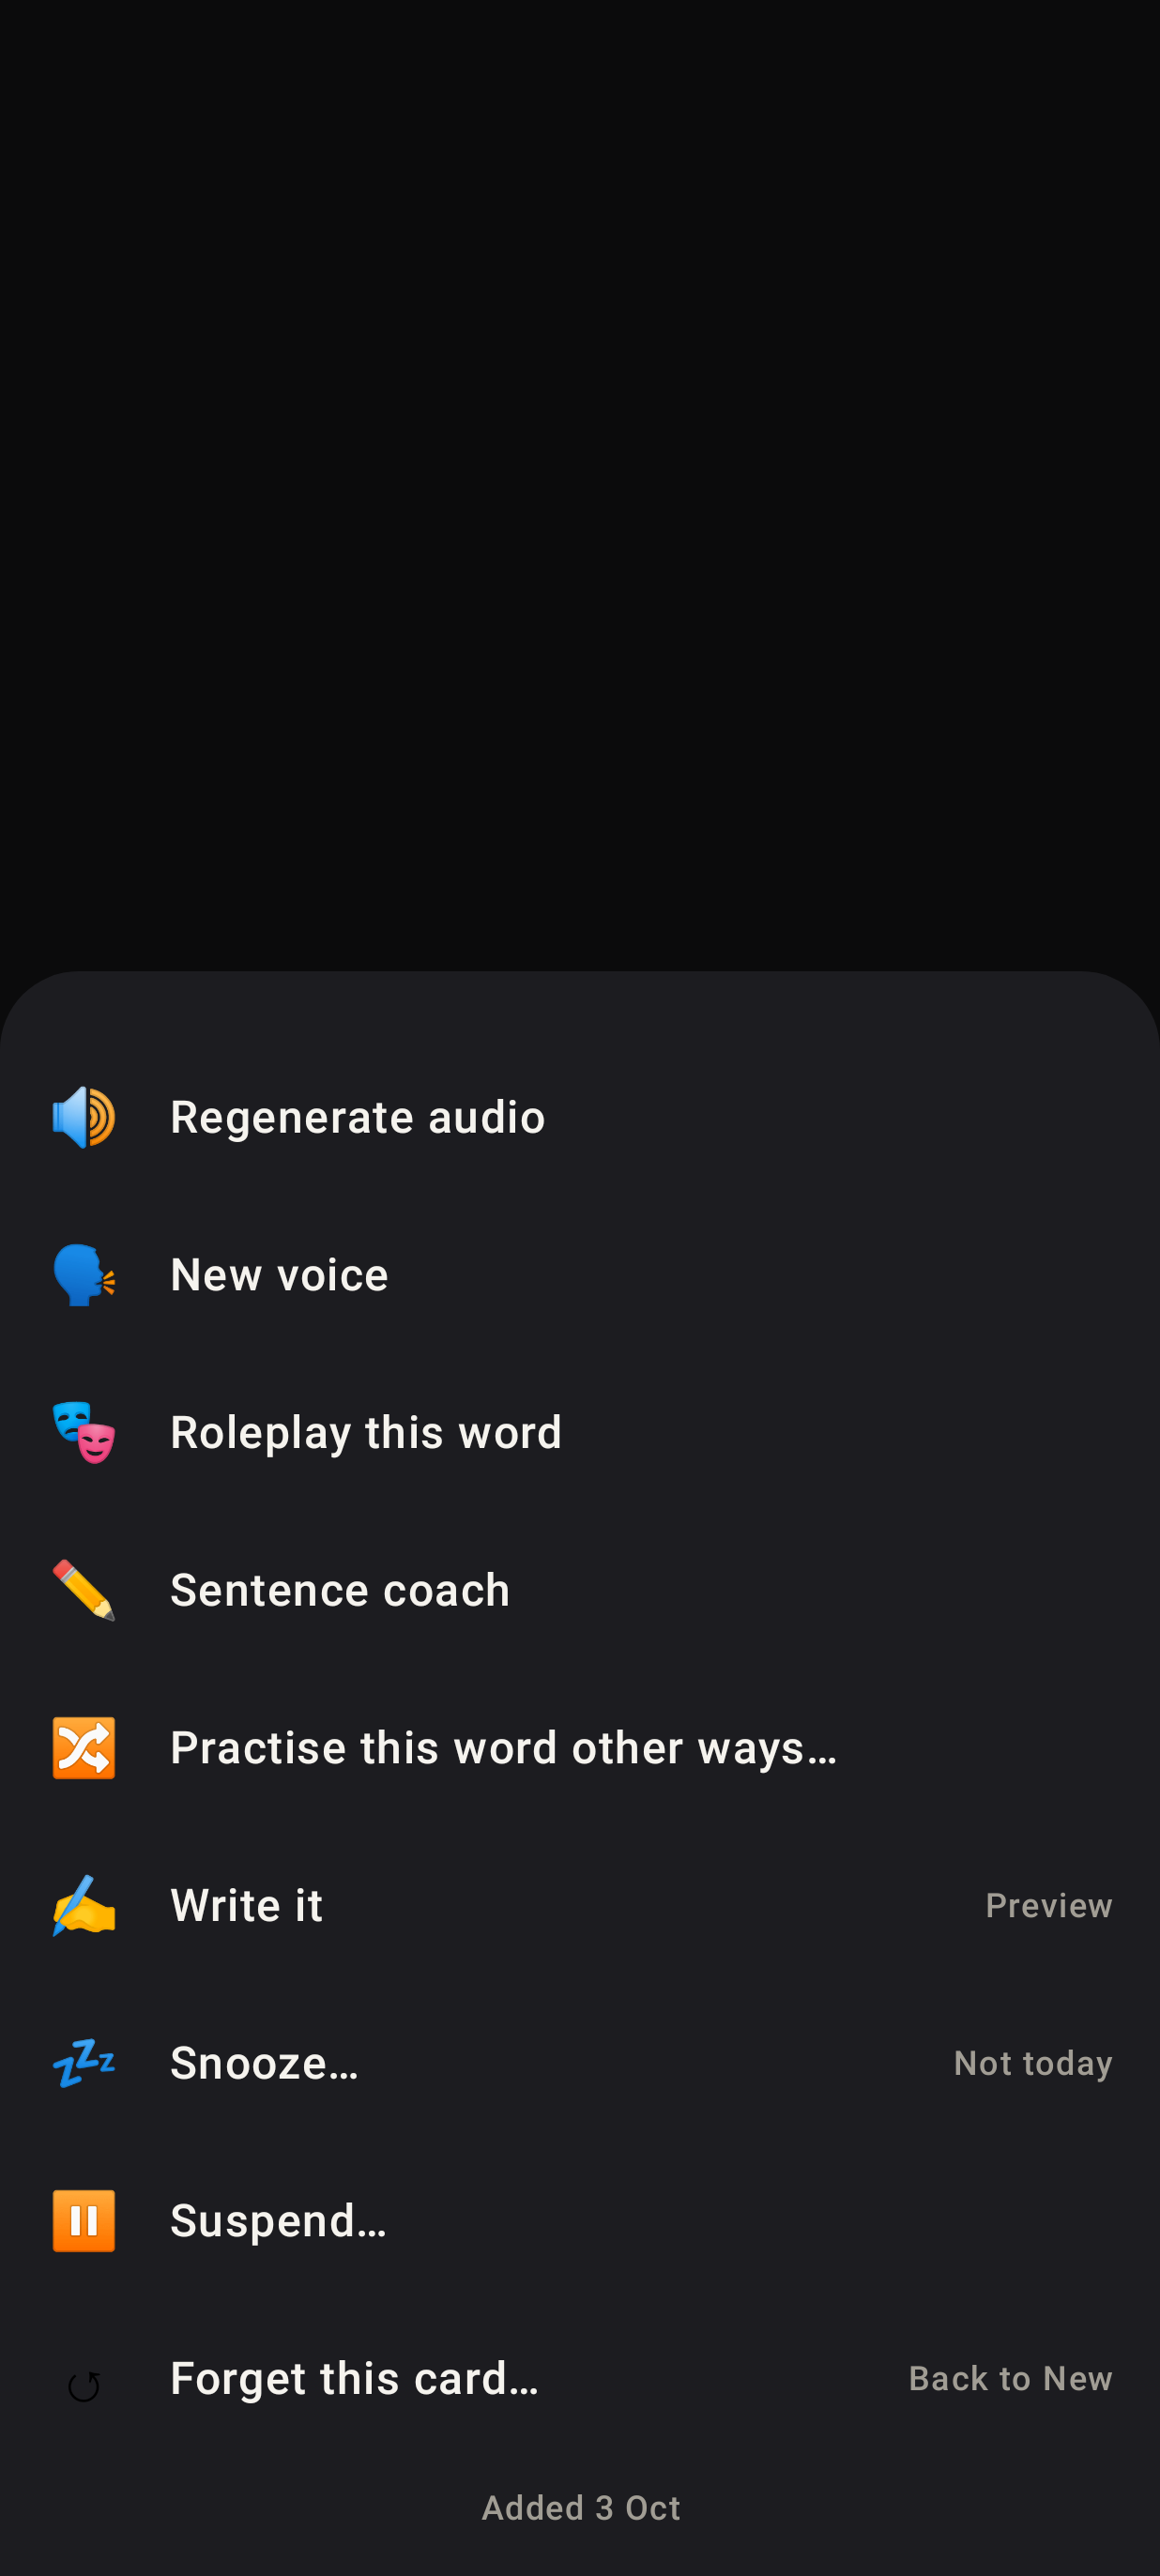 Regenerate audio
New voice
Roleplay this word
Sentence coach
Practise this word other ways…
Write it Preview
Snooze… Not today
Suspend…
Forget this card… Back to New
Added 3 Oct